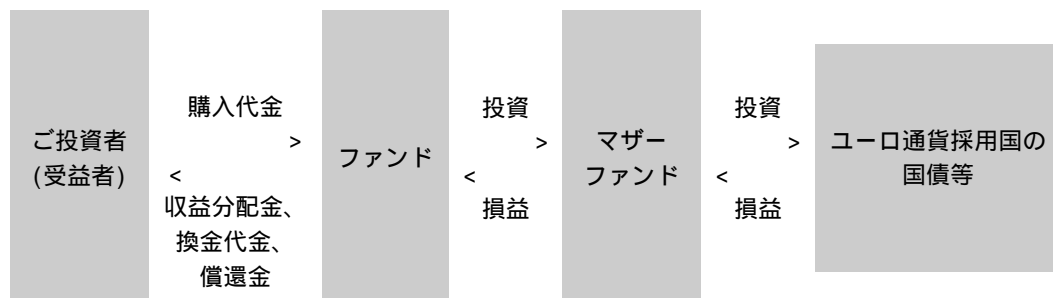 ご投資者
(受益者)
購入代金
>
<
収益分配金、
換金代金、
償還金
ファンド
投資
>
<
損益
マザー
ファンド
投資
>
<
損益
ユーロ通貨採用国の
国債等